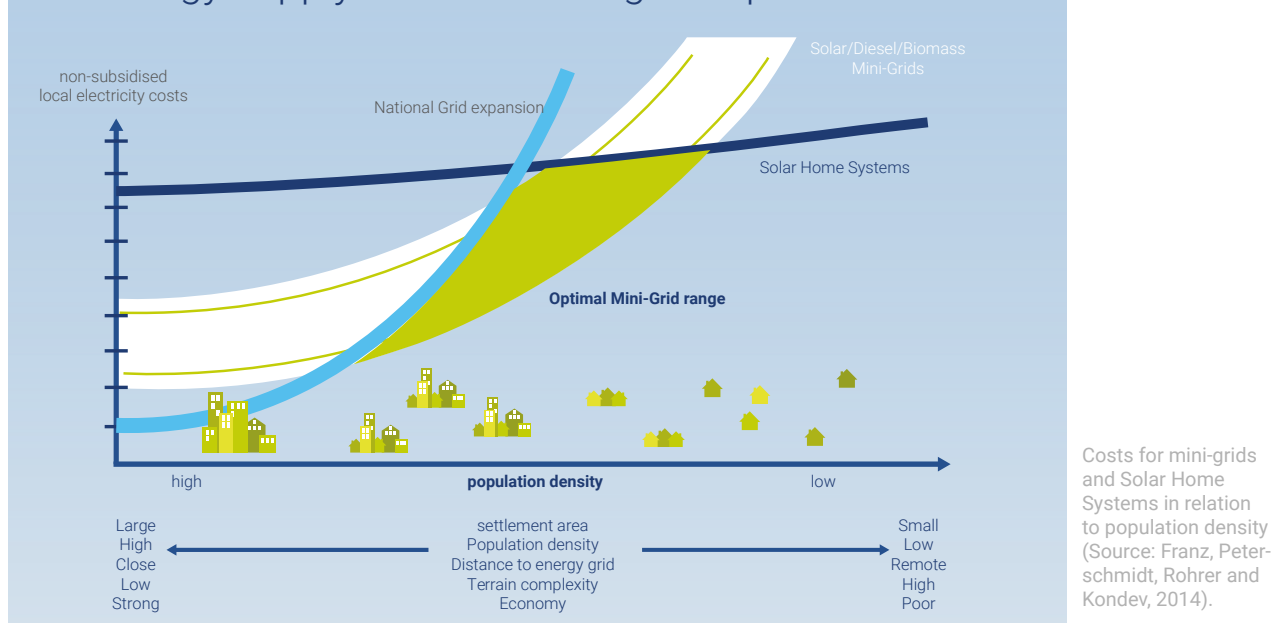 non-subsidised
local electricity costs
National Grid expansion
Solar/Diesel/Biomass
Mini-Grids
Solar Home Systems
Optimal Mini-Grid range
high
population density
low
Large
High
Close
Low
Strong
settlement area
Population density
Distance to energy grid
Terrain complexity
Economy
Small
Low
Remote
High
Poor
Costs for mini-grids
and Solar Home
Systems in relation
to population density
(Source: Franz, Peter-
schmidt, Rohrer and
Kondev, 2014).